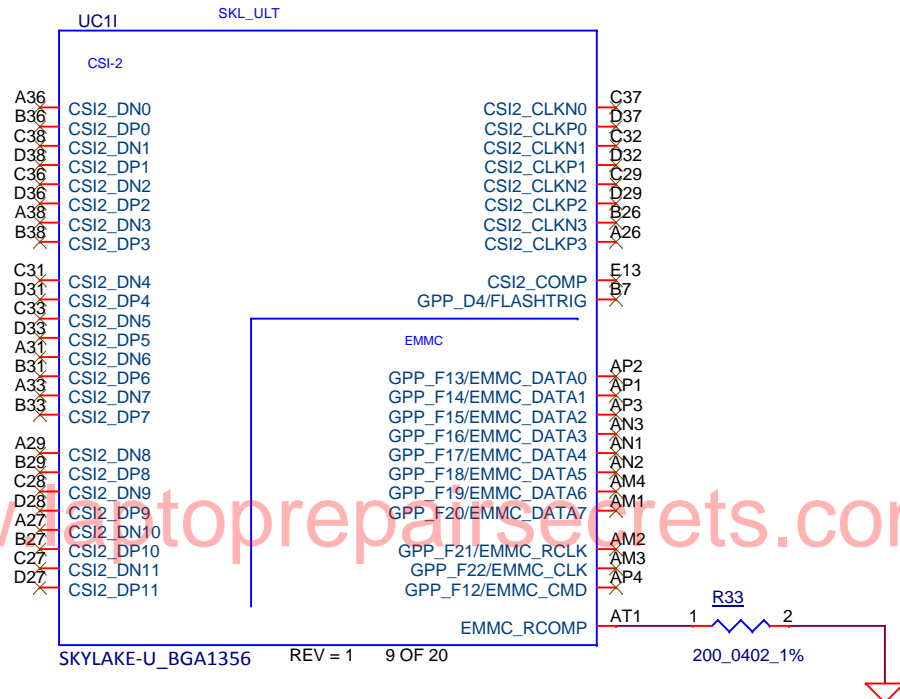 UC1I SKL_ULT
CSI-2
A36 CSI2_DN0 CSI2_CLKN0 C37
B36 CSI2_DP0 CSI2_CLKP0 D37
C38 CSI2_DN1 CSI2_CLKN1 C32
D38 CSI2_DP1 CSI2_CLKP1 D32
C36 CSI2_DN2 CSI2_CLKN2 C29
D36 CSI2_DP2 CSI2_CLKP2 D29
A38 CSI2_DN3 CSI2_CLKN3 B26
B38 CSI2_DP3 CSI2_CLKP3 A26
C31 CSI2_DN4 CSI2_COMP E13
D31 CSI2_DP4 GPP_D4/FLASHTRIG B7
C33 CSI2_DN5
D33 CSI2_DP5 EMMC
A31 CSI2_DN6
B31 CSI2_DP6 GPP_F13/EMMC_DATA0 AP2
A33 CSI2_DN7 GPP_F14/EMMC_DATA1 AP1
B33 CSI2_DP7 GPP_F15/EMMC_DATA2 AP3
GPP_F16/EMMC_DATA3 AN3
A29 CSI2_DN8 GPP_F17/EMMC_DATA4 AN1
B29 CSI2_DP8 GPP_F18/EMMC_DATA5 AN2
C28 CSI2_DN9 GPP_F19/EMMC_DATA6 AM4
D28 CSI2_DP9 GPP_F20/EMMC_DATA7 AM1
laptoprepairsecrets.com
A27 CSI2_DN10
B27 CSI2_DP10 GPP_F21/EMMC_RCLK AM2
C27 CSI2_DN11 GPP_F22/EMMC_CLK AM3
D27 CSI2_DP11 GPP_F12/EMMC_CMD AP4
EMMC_RCOMP AT1 1 R33 2
SKYLAKE-U_BGA1356 REV = 1 9 OF 20 200_0402_1%